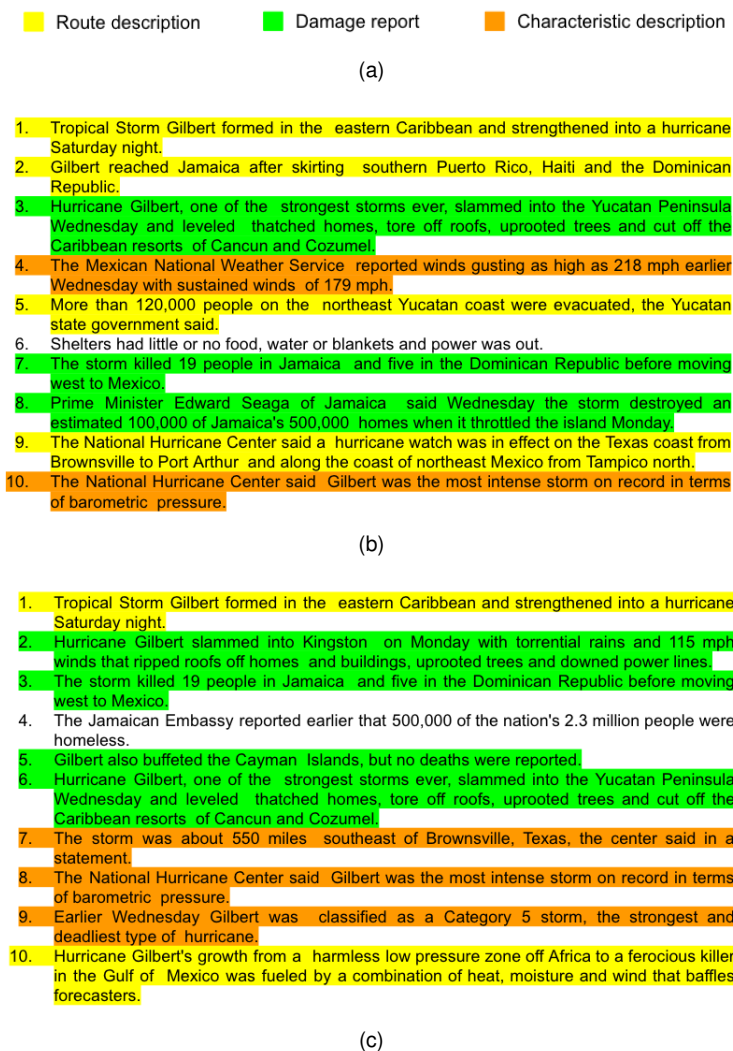 Route description Damage report Characteristic description
(a)
1. Tropical Storm Gilbert formed in the eastern Caribbean and strengthened into a hurricane
Saturday night.
2. Gilbert reached Jamaica after skirting southern Puerto Rico, Haiti and the Dominican
Republic.
3. Hurricane Gilbert, one of the strongest storms ever, slammed into the Yucatan Peninsula
Wednesday and leveled thatched homes, tore off roofs, uprooted trees and cut off the
Caribbean resorts of Cancun and Cozumel.
4. The Mexican National Weather Service reported winds gusting as high as 218 mph earlier
Wednesday with sustained winds of 179 mph.
5. More than 120,000 people on the northeast Yucatan coast were evacuated, the Yucatan
state government said.
6. Shelters had little or no food, water or blankets and power was out.
7. The storm killed 19 people in Jamaica and five in the Dominican Republic before moving
west to Mexico.
8. Prime Minister Edward Seaga of Jamaica said Wednesday the storm destroyed an
estimated 100,000 of Jamaica's 500,000 homes when it throttled the island Monday.
9. The National Hurricane Center said a hurricane watch was in effect on the Texas coast from
Brownsville to Port Arthur and along the coast of northeast Mexico from Tampico north.
10. The National Hurricane Center said Gilbert was the most intense storm on record in terms
of barometric pressure.
(b)
1. Tropical Storm Gilbert formed in the eastern Caribbean and strengthened into a hurricane
Saturday night.
2. Hurricane Gilbert slammed into Kingston on Monday with torrential rains and 115 mph
winds that ripped roofs off homes and buildings, uprooted trees and downed power lines.
3. The storm killed 19 people in Jamaica and five in the Dominican Republic before moving
west to Mexico.
4. The Jamaican Embassy reported earlier that 500,000 of the nation's 2.3 million people were
homeless.
5. Gilbert also buffeted the Cayman Islands, but no deaths were reported.
6. Hurricane Gilbert, one of the strongest storms ever, slammed into the Yucatan Peninsula
Wednesday and leveled thatched homes, tore off roofs, uprooted trees and cut off the
Caribbean resorts of Cancun and Cozumel.
7. The storm was about 550 miles southeast of Brownsville, Texas, the center said in a
statement.
8. The National Hurricane Center said Gilbert was the most intense storm on record in terms
of barometric pressure.
9. Earlier Wednesday Gilbert was classified as a Category 5 storm, the strongest and
deadliest type of hurricane.
10. Hurricane Gilbert's growth from a harmless low pressure zone off Africa to a ferocious killer
in the Gulf of Mexico was fueled by a combination of heat, moisture and wind that baffles
forecasters.
(c)